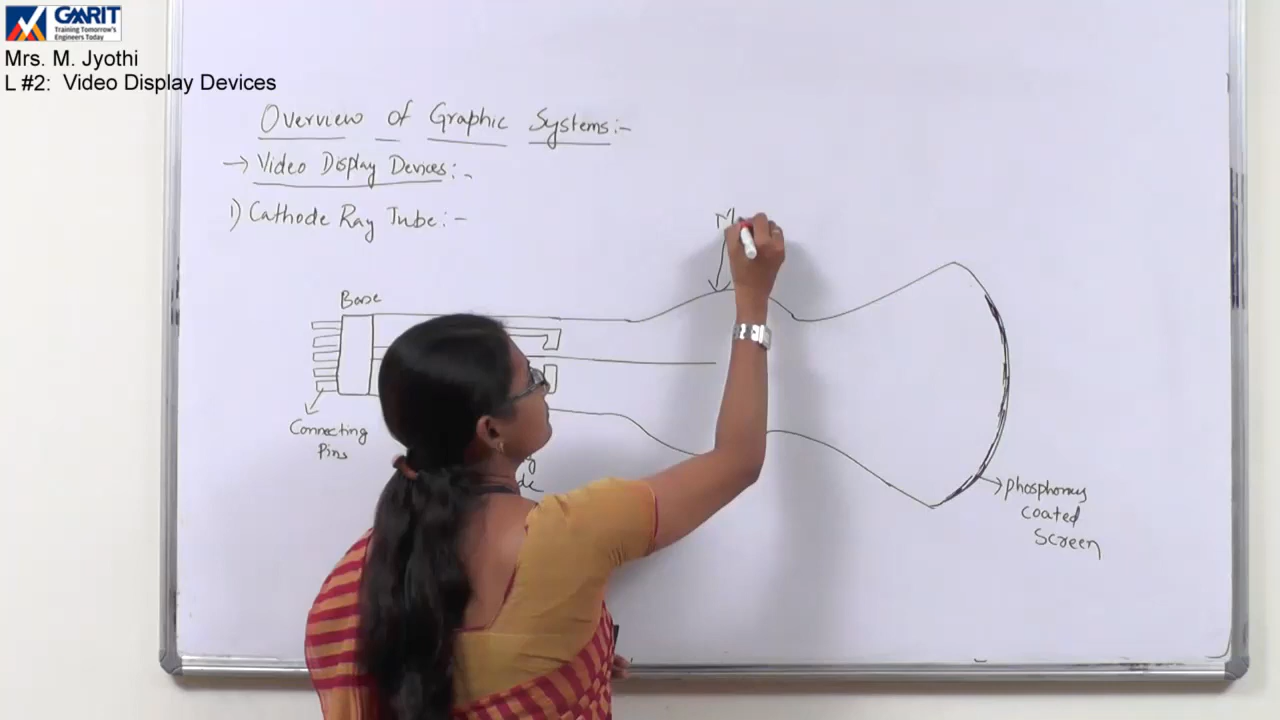 GMRIT
Training Tomorrow's
Engineers Today
Mrs. M. Jyothi
L #2: Video Display Devices
Overview of Graphic Systems:-
→ Video Display Devices:-
1) Cathode Ray Tube:-
M
Base
Connecting
Pins
phosphorus
coated
Screen